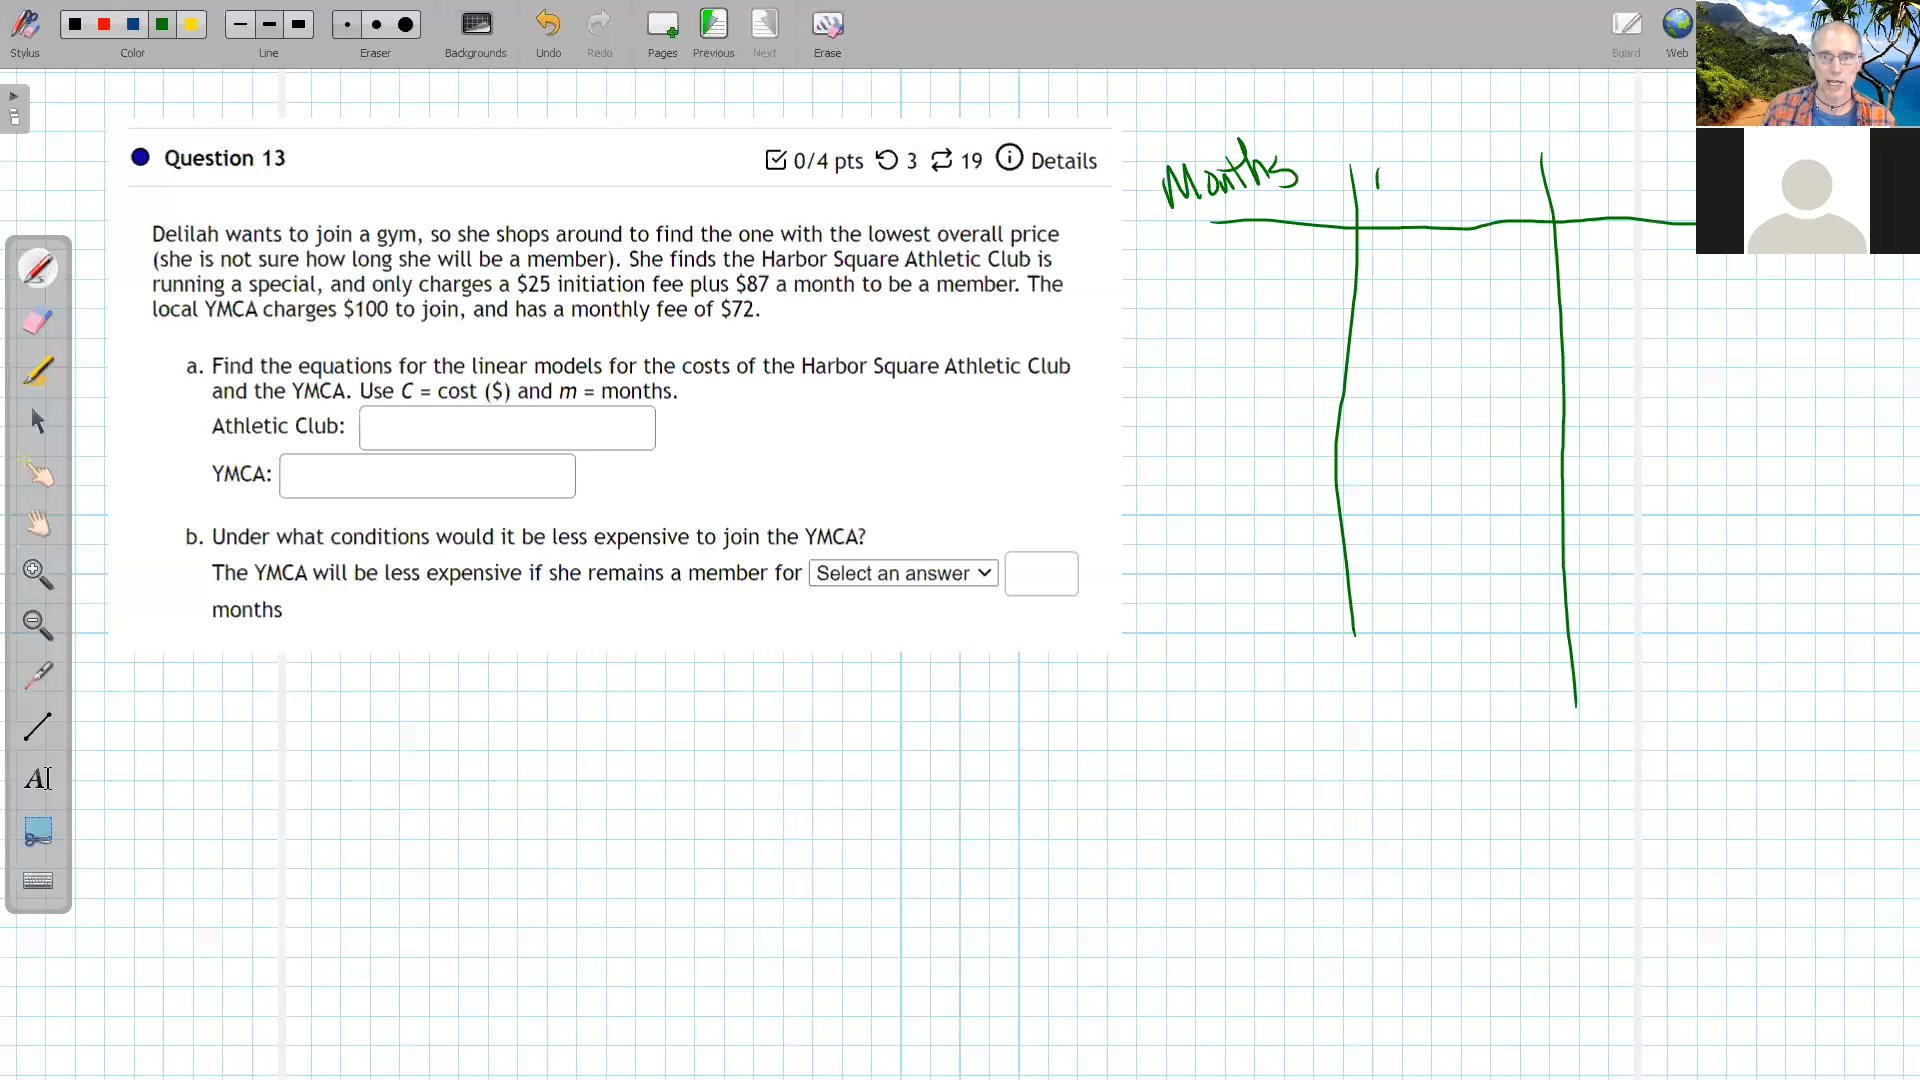 Stylus
Color
Line
Eraser
Backgrounds
Undo
Redo
Pages
Previous
Next
Erase
Board
Web
Question 13
0/4 pts 3 19 Details
Delilah wants to join a gym, so she shops around to find the one with the lowest overall price
(she is not sure how long she will be a member). She finds the Harbor Square Athletic Club is
running a special, and only charges a $25 initiation fee plus $87 a month to be a member. The
local YMCA charges $100 to join, and has a monthly fee of $72.
a. Find the equations for the linear models for the costs of the Harbor Square Athletic Club
and the YMCA. Use C = cost ($) and m = months.
Athletic Club:
YMCA:
b. Under what conditions would it be less expensive to join the YMCA?
The YMCA will be less expensive if she remains a member for Select an answer
months
Months
AI